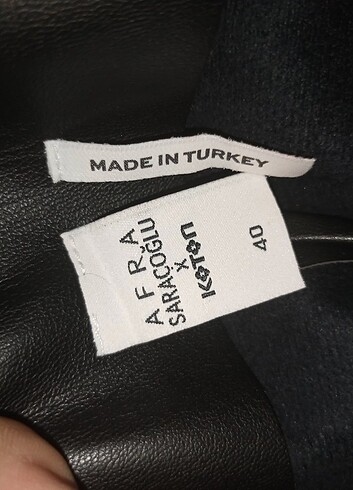 MADE IN TURKEY
AFRA
SARAÇOĞLU
X
KOTON
40